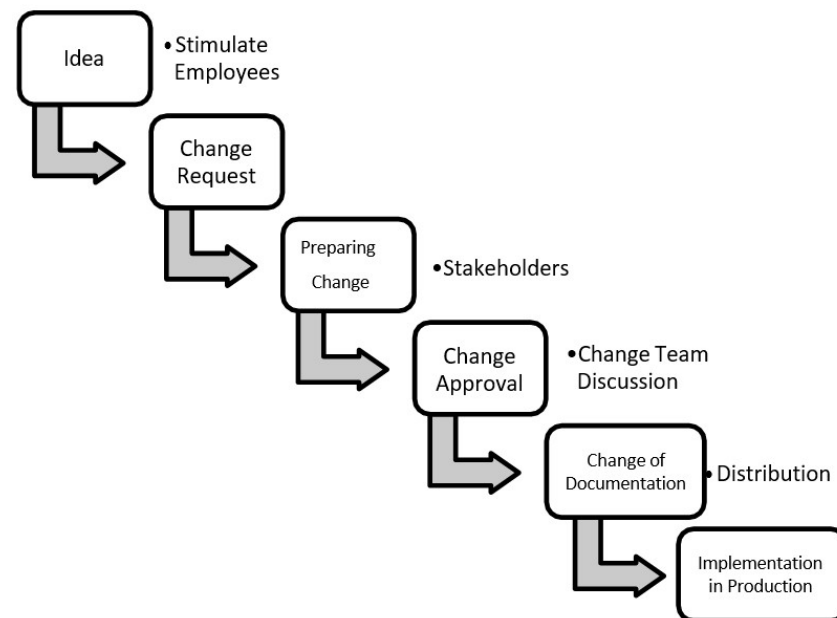 Idea
• Stimulate
Employees
Change
Request
Preparing
Change
• Stakeholders
Change
Approval
• Change Team
Discussion
Change of
Documentation
• Distribution
Implementation
in Production